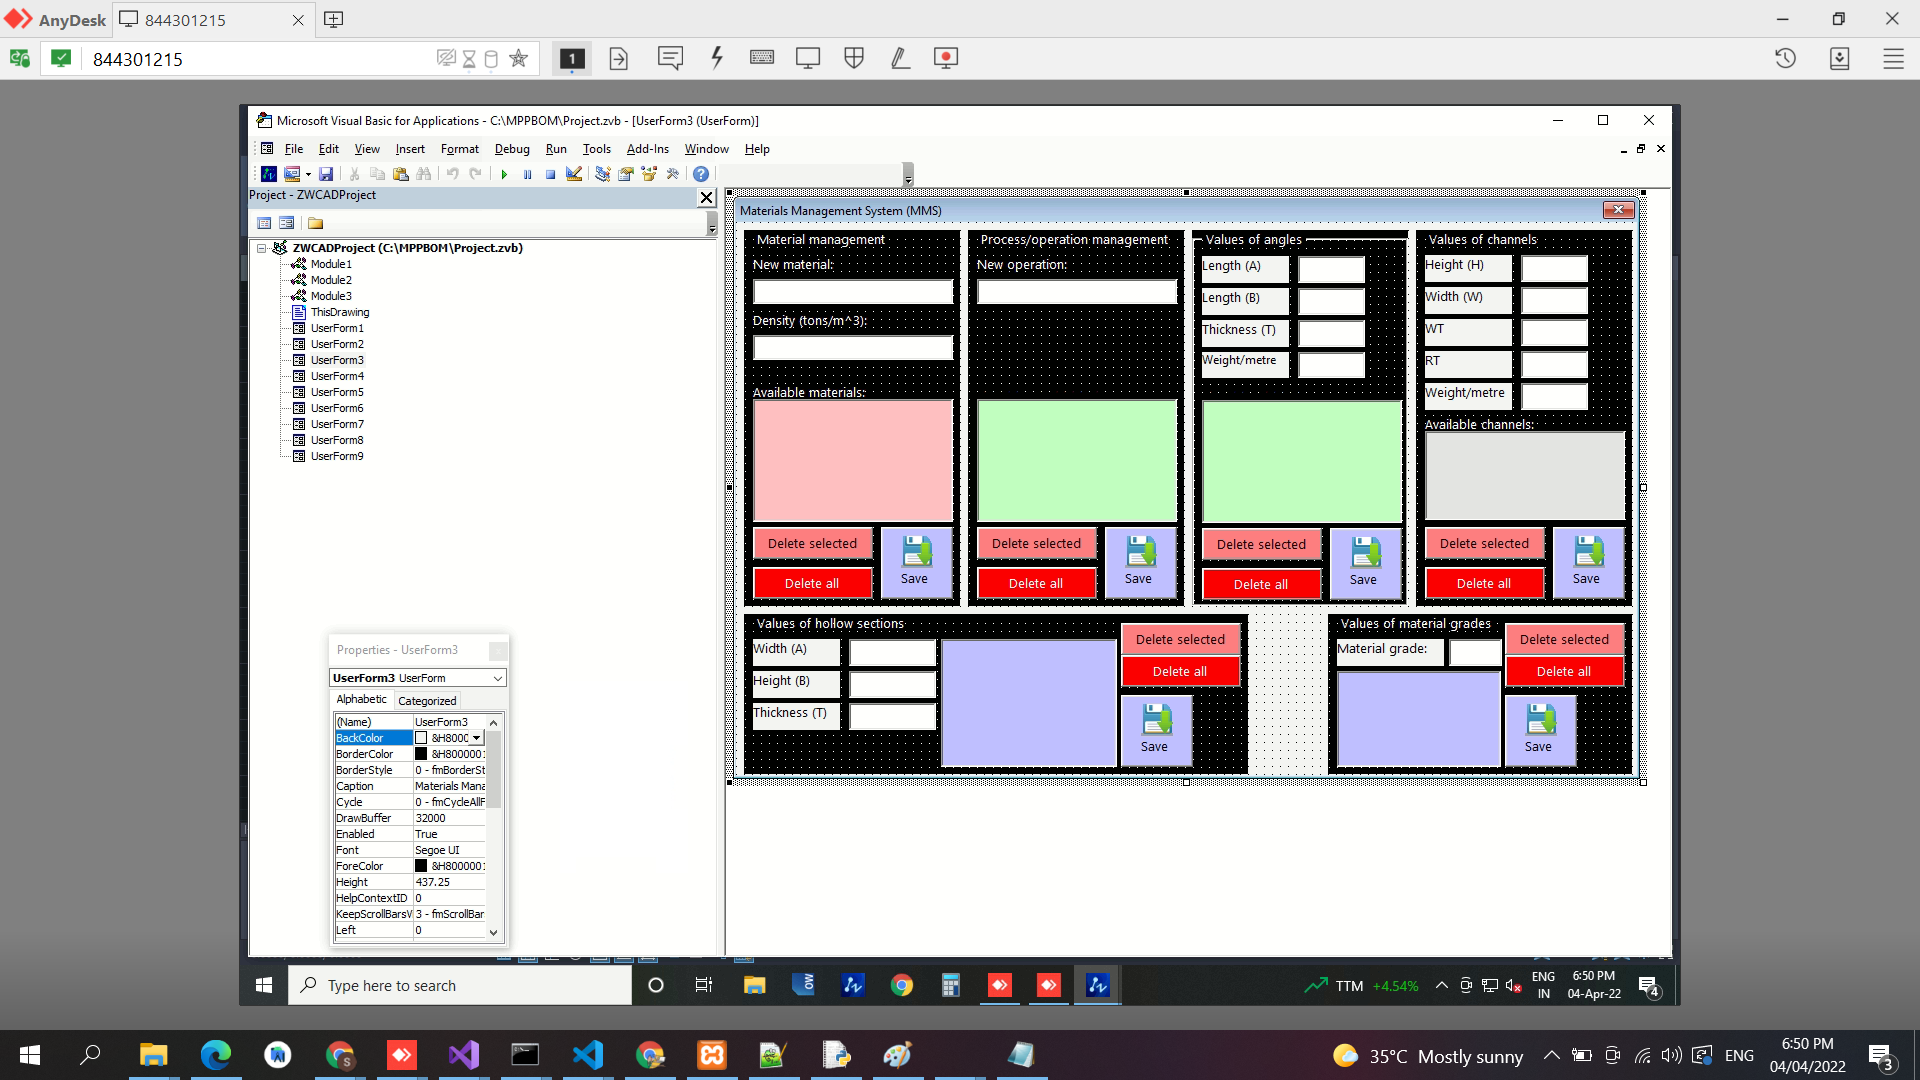 AnyDesk
844301215
844301215
1
Microsoft Visual Basic for Applications - C:\MPPBOM\Project.zvb - [UserForm3 (UserForm)]
File Edit View Insert Format Debug Run Tools Add-Ins Window Help
Project - ZWCADProject
ZWCADProject (C:\MPPBOM\Project.zvb)
Module1
Module2
Module3
ThisDrawing
UserForm1
UserForm2
UserForm3
UserForm4
UserForm5
UserForm6
UserForm7
UserForm8
UserForm9
Properties - UserForm3
UserForm3 UserForm
Alphabetic Categorized
(Name) UserForm3
BackColor &H800
BorderColor &H8000001
BorderStyle 0 - fmBorderSt
Caption Materials Mana
Cycle 0 - fmCycleAllF
DrawBuffer 32000
Enabled True
Font Segoe UI
ForeColor &H8000001
Height 437.25
HelpContextID 0
KeepScrollBarsV 3 - fmScrollBar
Left 0
Materials Management System (MMS)
Material management
New material:
Density (tons/m^3):
Available materials:
Delete selected
Delete all
Save
Process/operation management
New operation:
Delete selected
Delete all
Save
Values of angles
Length (A)
Length (B)
Thickness (T)
Weight/metre
Delete selected
Delete all
Save
Values of channels
Height (H)
Width (W)
WT
RT
Weight/metre
Available channels:
Delete selected
Delete all
Save
Values of hollow sections
Width (A)
Height (B)
Thickness (T)
Delete selected
Delete all
Save
Values of material grades
Material grade:
Delete selected
Delete all
Save
Type here to search
TTM +4.54%
ENG
IN
6:50 PM
04-Apr-22
4
35°C Mostly sunny
ENG
6:50 PM
04/04/2022
3